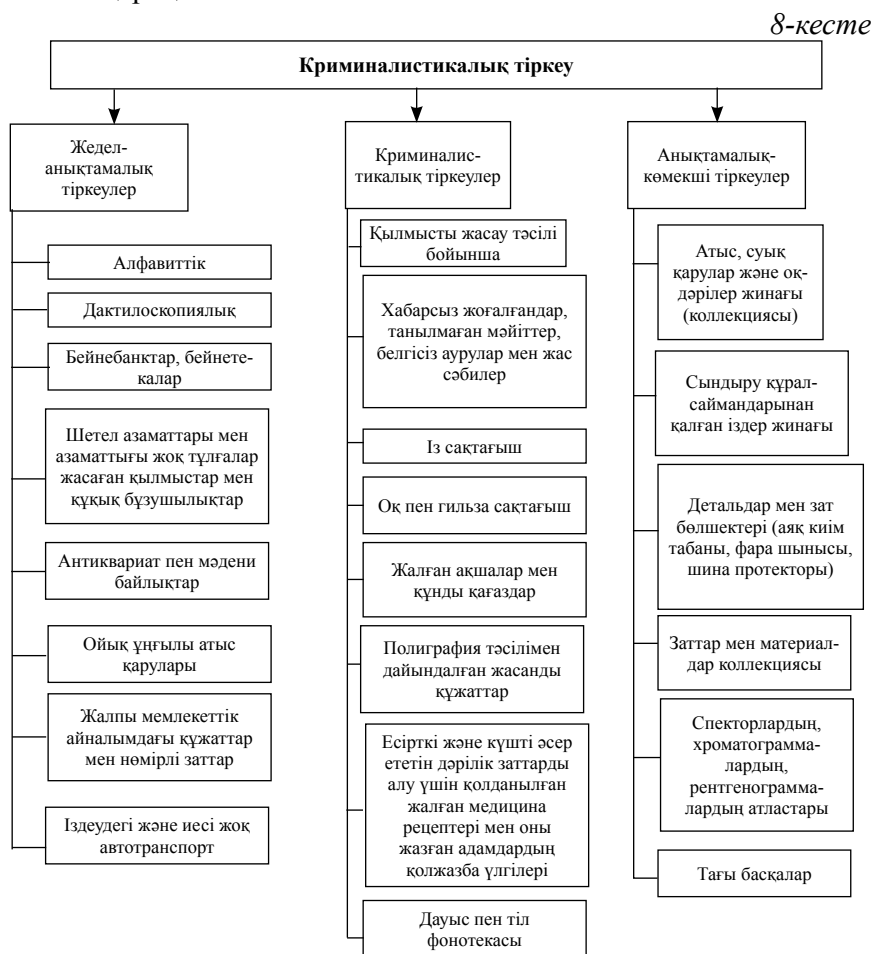 8-кесте
Криминалистикалық тіркеу
Жедел-
анықтамалық
тіркеулер
Алфавиттік
Дактилоскопиялық
Бейнебанктар, бейнете-
калар
Шетел азаматтары мен
азаматтығы жоқ тұлғалар
жасаған қылмыстар мен
құқық бұзушылықтар
Антиквариат пен мәдени
байлықтар
Ойық ұңғылы атыс
қарулары
Жалпы мемлекеттік
айналымдағы құжаттар
мен нөмірлі заттар
Іздеудегі және иесі жоқ
автотранспорт
Криминалис-
тикалық тіркеулер
Қылмысты жасау тәсілі
бойынша
Хабарсыз жоғалғандар,
танылмаған мәйіттер,
белгісіз аурулар мен жас
сәбилер
Із сақтағыш
Оқ пен гильза сақтағыш
Жалған ақшалар мен
құнды қағаздар
Полиграфия тәсілімен
дайындалған жасанды
құжаттар
Есірткі және күшті әсер
ететін дәрілік заттарды
алу үшін қолданылған
жалған медицина
рецептері мен оны
жазған адамдардың
қолжазба үлгілері
Дауыс пен тіл
фонотекасы
Анықтамалық-
көмекші тіркеулер
Атыс, суық
қарулар және оқ-
дәрілер жинағы
(коллекциясы)
Сындыру құрал-
саймандарынан
қалған іздер жинағы
Детальдар мен зат
бөлшектері (аяқ киім
табаны, фара шынысы,
шина протекторы)
Заттар мен материал-
дар коллекциясы
Спекторлардың,
хроматограмма-
лардың,
рентгенограмма-
лардың атластары
Тағы басқалар